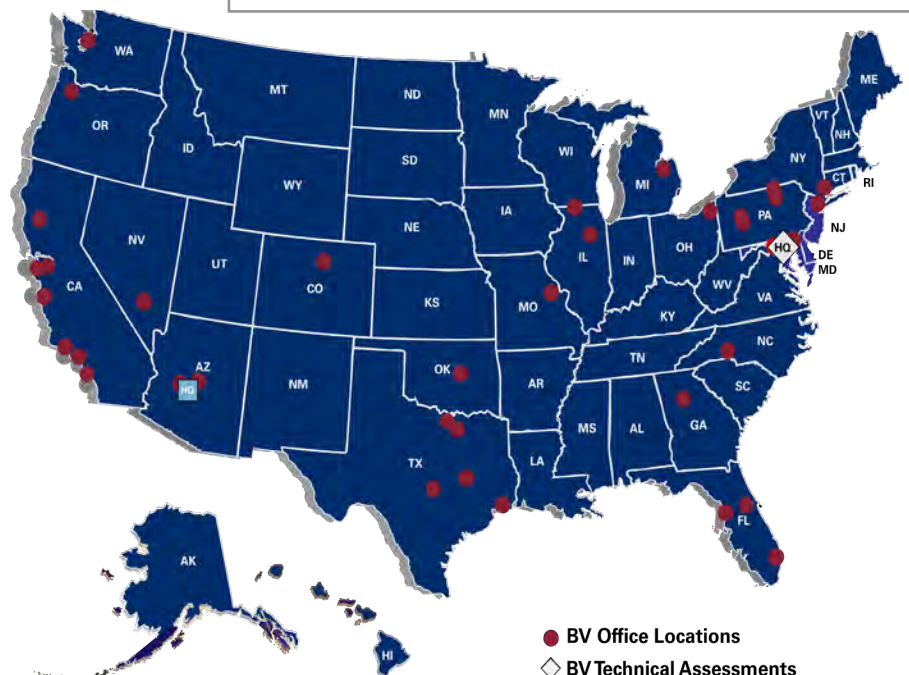 WA
MT
ND
MN
ME
VT
NH
OR
ID
SD
WI
MI
NY
CT
RI
WY
IA
NE
PA
NJ
NV
UT
CO
IL
IN
OH
HQ
DE
MD
CA
KS
MO
WV
VA
KY
AZ
HQ
NM
OK
AR
TN
NC
SC
MS
AL
GA
TX
LA
FL
AK
HI
BV Office Locations
BV Technical Assessments